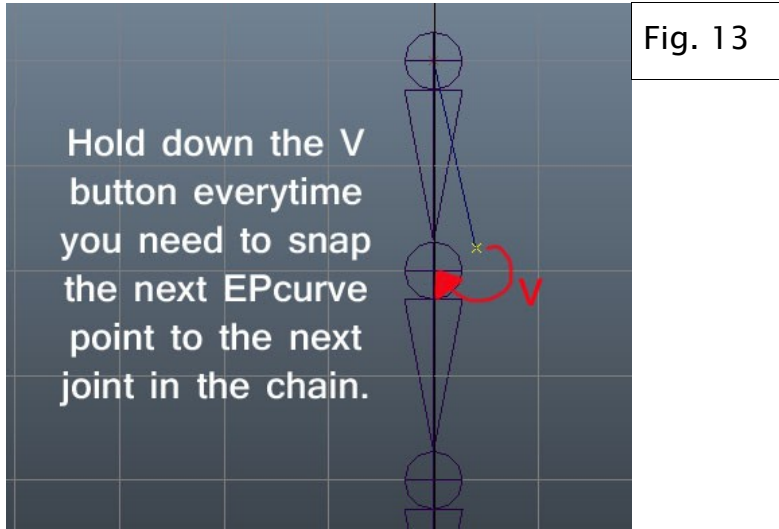 Fig. 13
Hold down the V
button everytime
you need to snap
the next EPcurve
point to the next
joint in the chain.
V